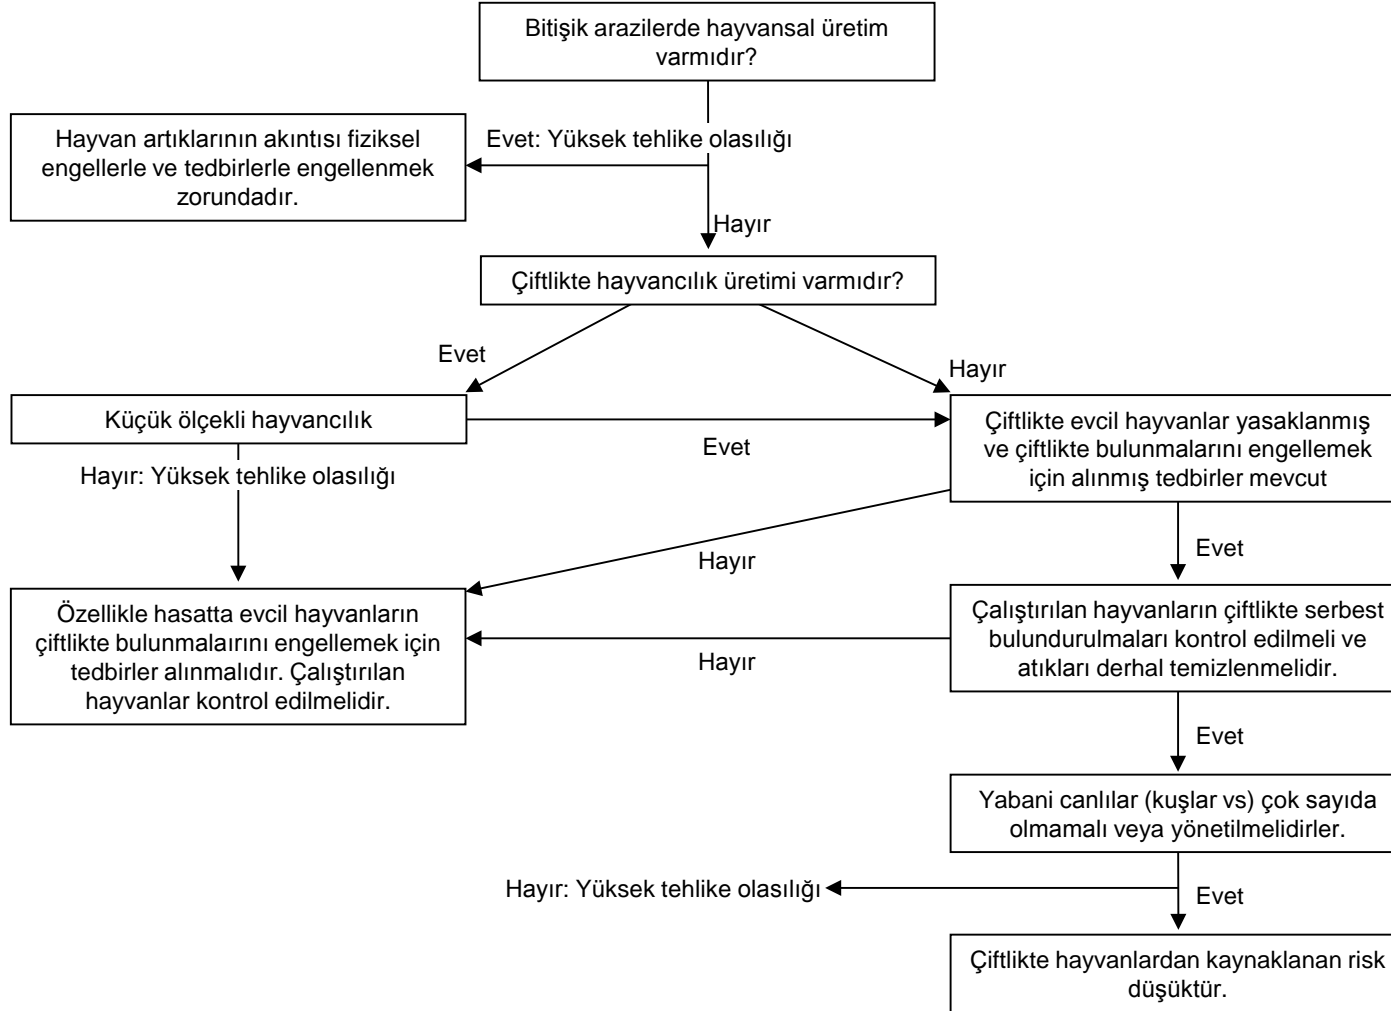 Bitişik arazilerde hayvansal üretim
varmıdır?
Hayvan artıklarının akıntısı fiziksel
engellerle ve tedbirlerle engellenmek
zorundadır.
Evet: Yüksek tehlike olasılığı
Hayır
Çiftlikte hayvancılık üretimi varmıdır?
Evet
Hayır
Küçük ölçekli hayvancılık
Evet
Çiftlikte evcil hayvanlar yasaklanmış
ve çiftlikte bulunmalarını engellemek
için alınmış tedbirler mevcut
Hayır: Yüksek tehlike olasılığı
Hayır
Evet
Özellikle hasatta evcil hayvanların
çiftlikte bulunmalaırını engellemek için
tedbirler alınmalıdır. Çalıştırılan
hayvanlar kontrol edilmelidir.
Hayır
Çalıştırılan hayvanların çiftlikte serbest
bulundurulmaları kontrol edilmeli ve
atıkları derhal temizlenmelidir.
Evet
Yabani canlılar (kuşlar vs) çok sayıda
olmamalı veya yönetilmelidirler.
Hayır: Yüksek tehlike olasılığı
Evet
Çiftlikte hayvanlardan kaynaklanan risk
düşüktür.